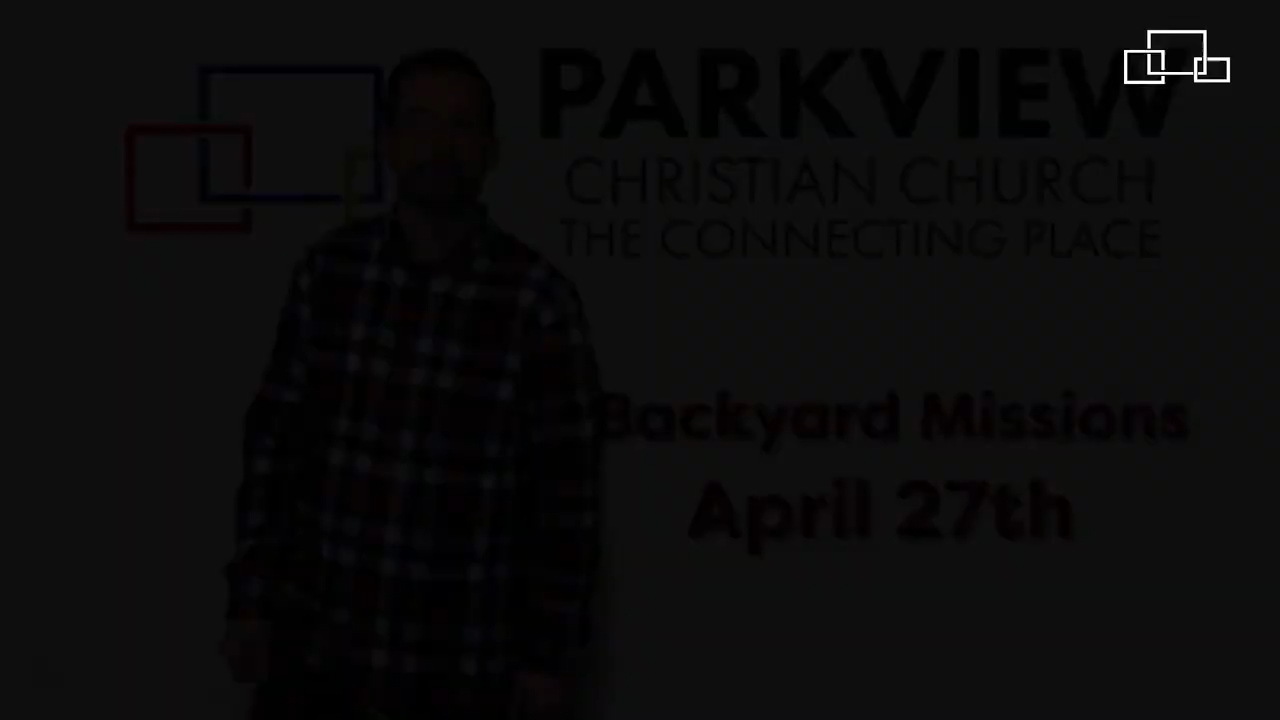 PARKVIEW
CHRISTIAN CHURCH
THE CONNECTING PLACE
Backyard Missions
April 27th